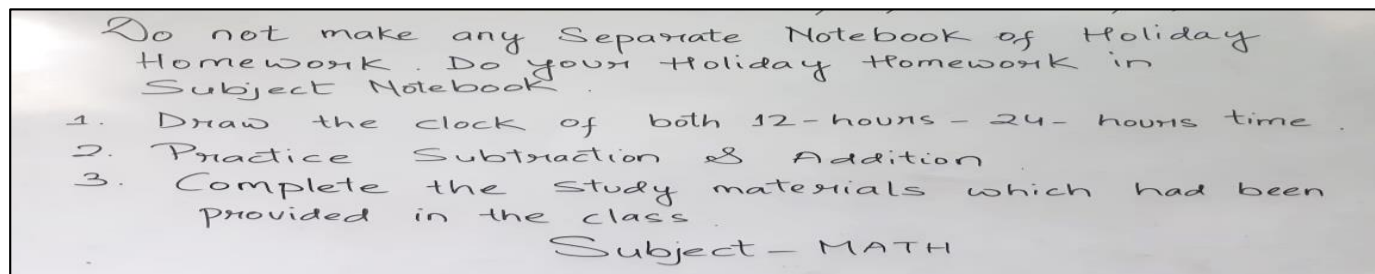 Do not make any Separate Notebook of Holiday
Homework. Do your Holiday Homework in
Subject Notebook.
1. Draw the clock of both 12-hours - 24- hours time.
2. Practice Subtraction & Addition
3. Complete the study materials which had been
provided in the class.
Subject - MATH